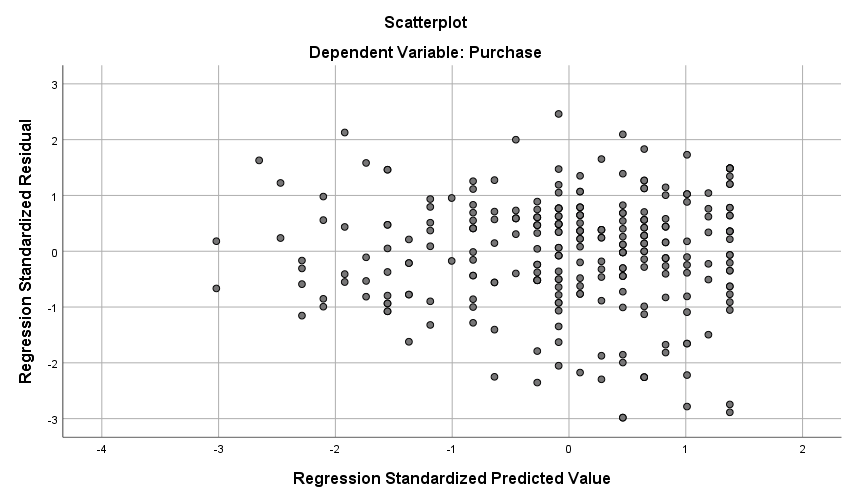 Scatterplot
Dependent Variable: Purchase
Regression Standardized Residual
3
2
1
0
-1
-2
-3
-4 -3 -2 -1 0 1 2
Regression Standardized Predicted Value